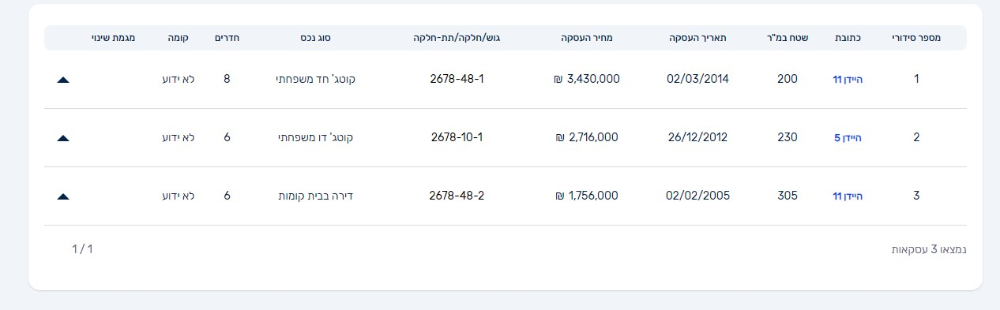 מספר סידורי כתובת שטח במ"ר תאריך העסקה מחיר העסקה גוש/חלקה/תת-חלקה סוג נכס חדרים קומה מגמת שינוי
1 היידן 11 200 02/03/2014 3,430,000 ₪ 2678-48-1 קוטג' חד משפחתי 8 לא ידוע
2 היידן 5 230 26/12/2012 2,716,000 ₪ 2678-10-1 קוטג' דו משפחתי 6 לא ידוע
3 היידן 11 305 02/02/2005 1,756,000 ₪ 2678-48-2 דירה בבית קומות 6 לא ידוע
נמצאו 3 עסקאות 1 / 1